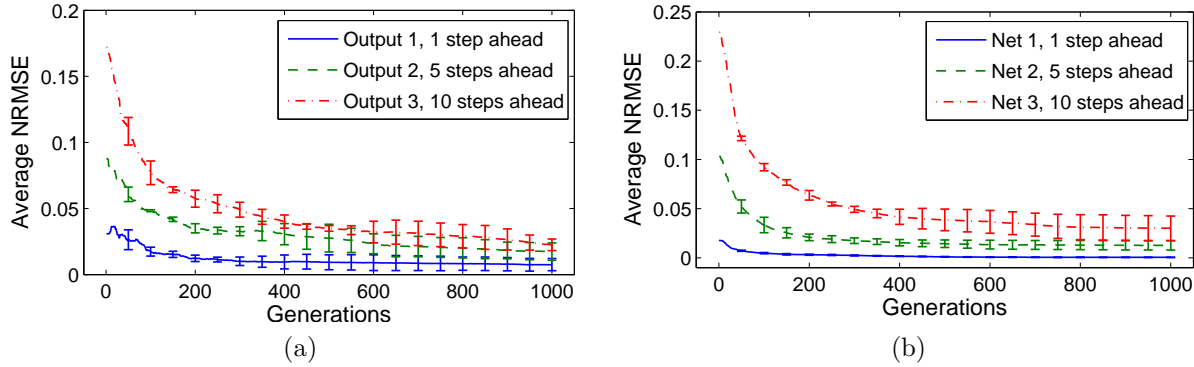 0.2
0.15
0.1
0.05
0
Average NRMSE
Output 1, 1 step ahead
Output 2, 5 steps ahead
Output 3, 10 steps ahead
0 200 400 600 800 1000
Generations
(a)
0.25
0.2
0.15
0.1
0.05
0
Average NRMSE
Net 1, 1 step ahead
Net 2, 5 steps ahead
Net 3, 10 steps ahead
0 200 400 600 800 1000
Generations
(b)